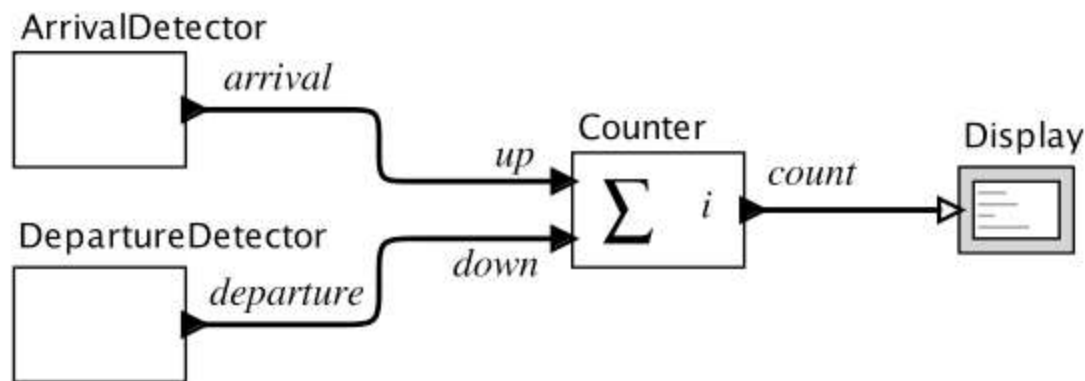 ArrivalDetector
arrival
DepartureDetector
departure
up
down
Counter
∑ i
count
Display